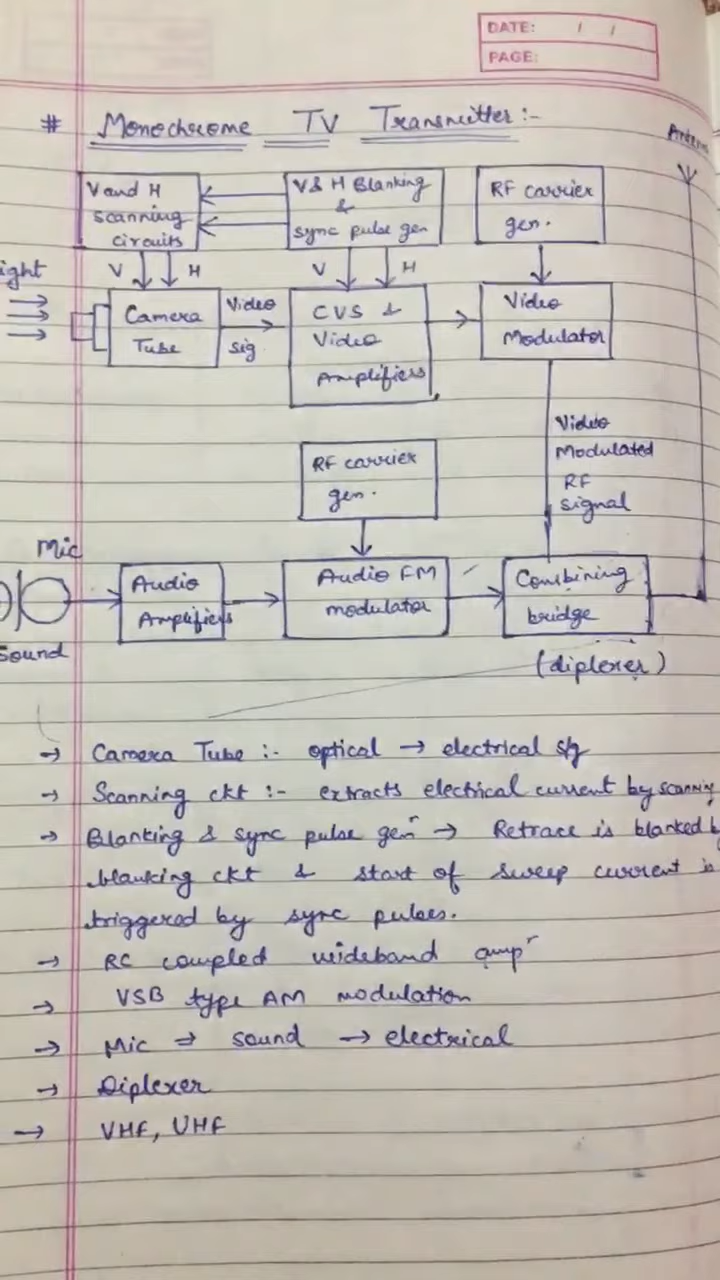 DATE: / /
PAGE:
# Monochrome TV Transmitter :-
Antenna
V and H
scanning
circuits
V & H Blanking
&
sync pulse gen
RF carrier
gen.
V H
V H
ight
Camera
Tube
Video
sig
CVS &
Video
Amplifiers
Video
Modulator
Video
Modulated
RF
signal
RF carrier
gen.
Mic
Sound
Audio
Amplifiers
Audio FM
modulator
Combining
bridge
(diplexer)
→ Camera Tube :- optical → electrical sig
→ Scanning ckt :- extracts electrical current by scanning
→ Blanking & sync pulse genʳ → Retrace is blanked by
blanking ckt & start of sweep current is
triggered by sync pulses.
→ RC coupled wideband ampʳ
→ VSB type AM modulation
→ Mic ⇒ sound → electrical
→ Diplexer
→ VHF, UHF